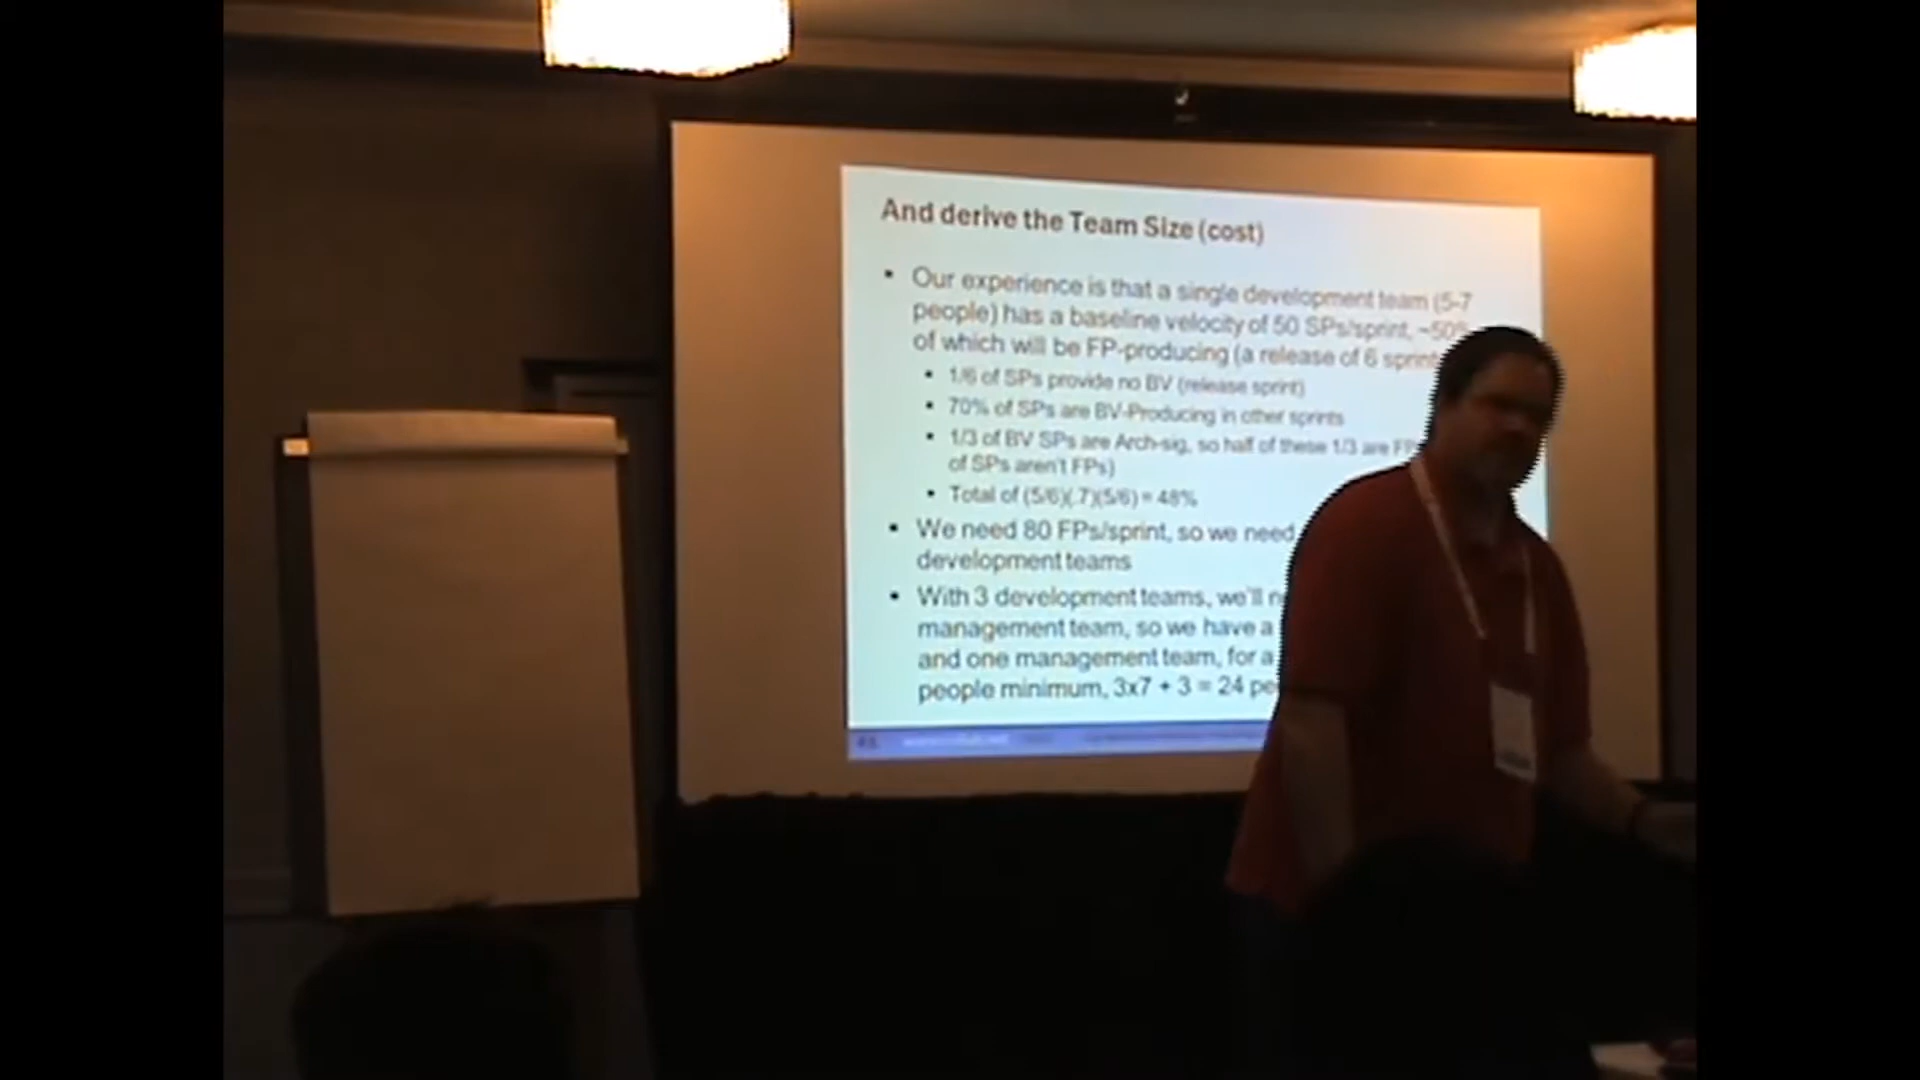 And derive the Team Size (cost)
• Our experience is that a single development team (5-7
people) has a baseline velocity of 50 SPs/sprint, ~50%
of which will be FP-producing (a release of 6 sprint
• 1/6 of SPs provide no BV (release sprint)
• 70% of SPs are BV-Producing in other sprints
• 1/3 of BV SPs are Arch-sig, so half of these 1/3 are FP
of SPs aren't FPs)
• Total of (5/6)(.7)(5/6) = 48%
• We need 80 FPs/sprint, so we need
development teams
• With 3 development teams, we'll n
management team, so we have a
and one management team, for a
people minimum, 3x7 + 3 = 24 pe